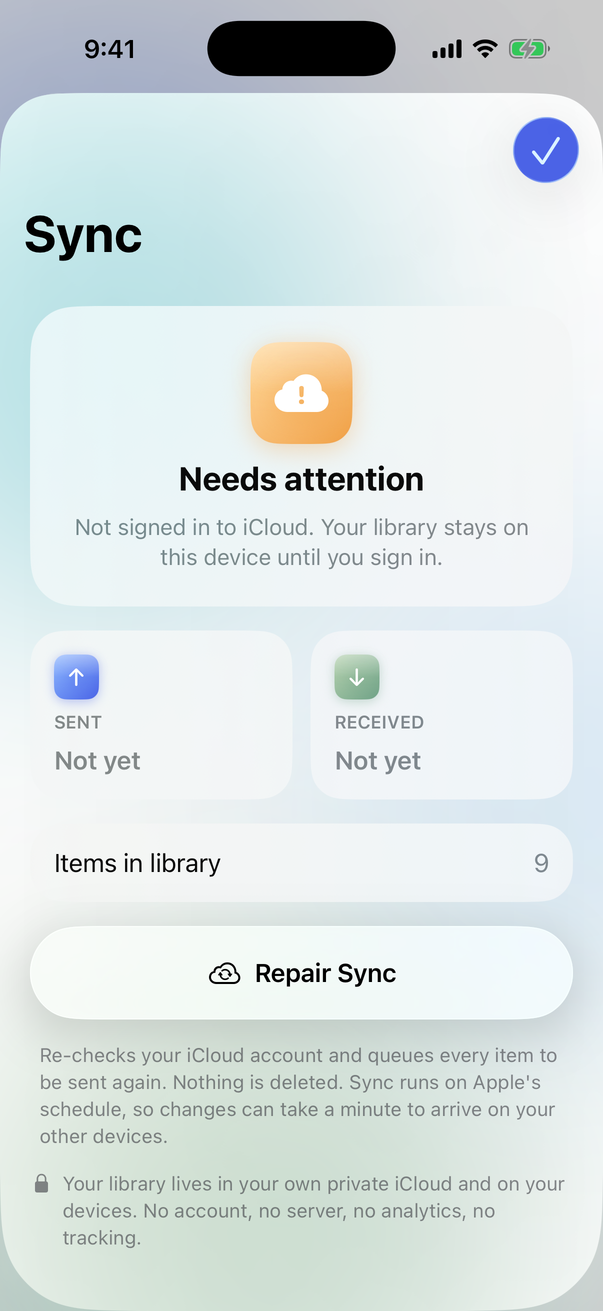 9:41
Sync
Needs attention
Not signed in to iCloud. Your library stays on
this device until you sign in.
SENT
Not yet
RECEIVED
Not yet
Items in library 9
Repair Sync
Re-checks your iCloud account and queues every item to
be sent again. Nothing is deleted. Sync runs on Apple's
schedule, so changes can take a minute to arrive on your
other devices.
Your library lives in your own private iCloud and on your
devices. No account, no server, no analytics, no
tracking.